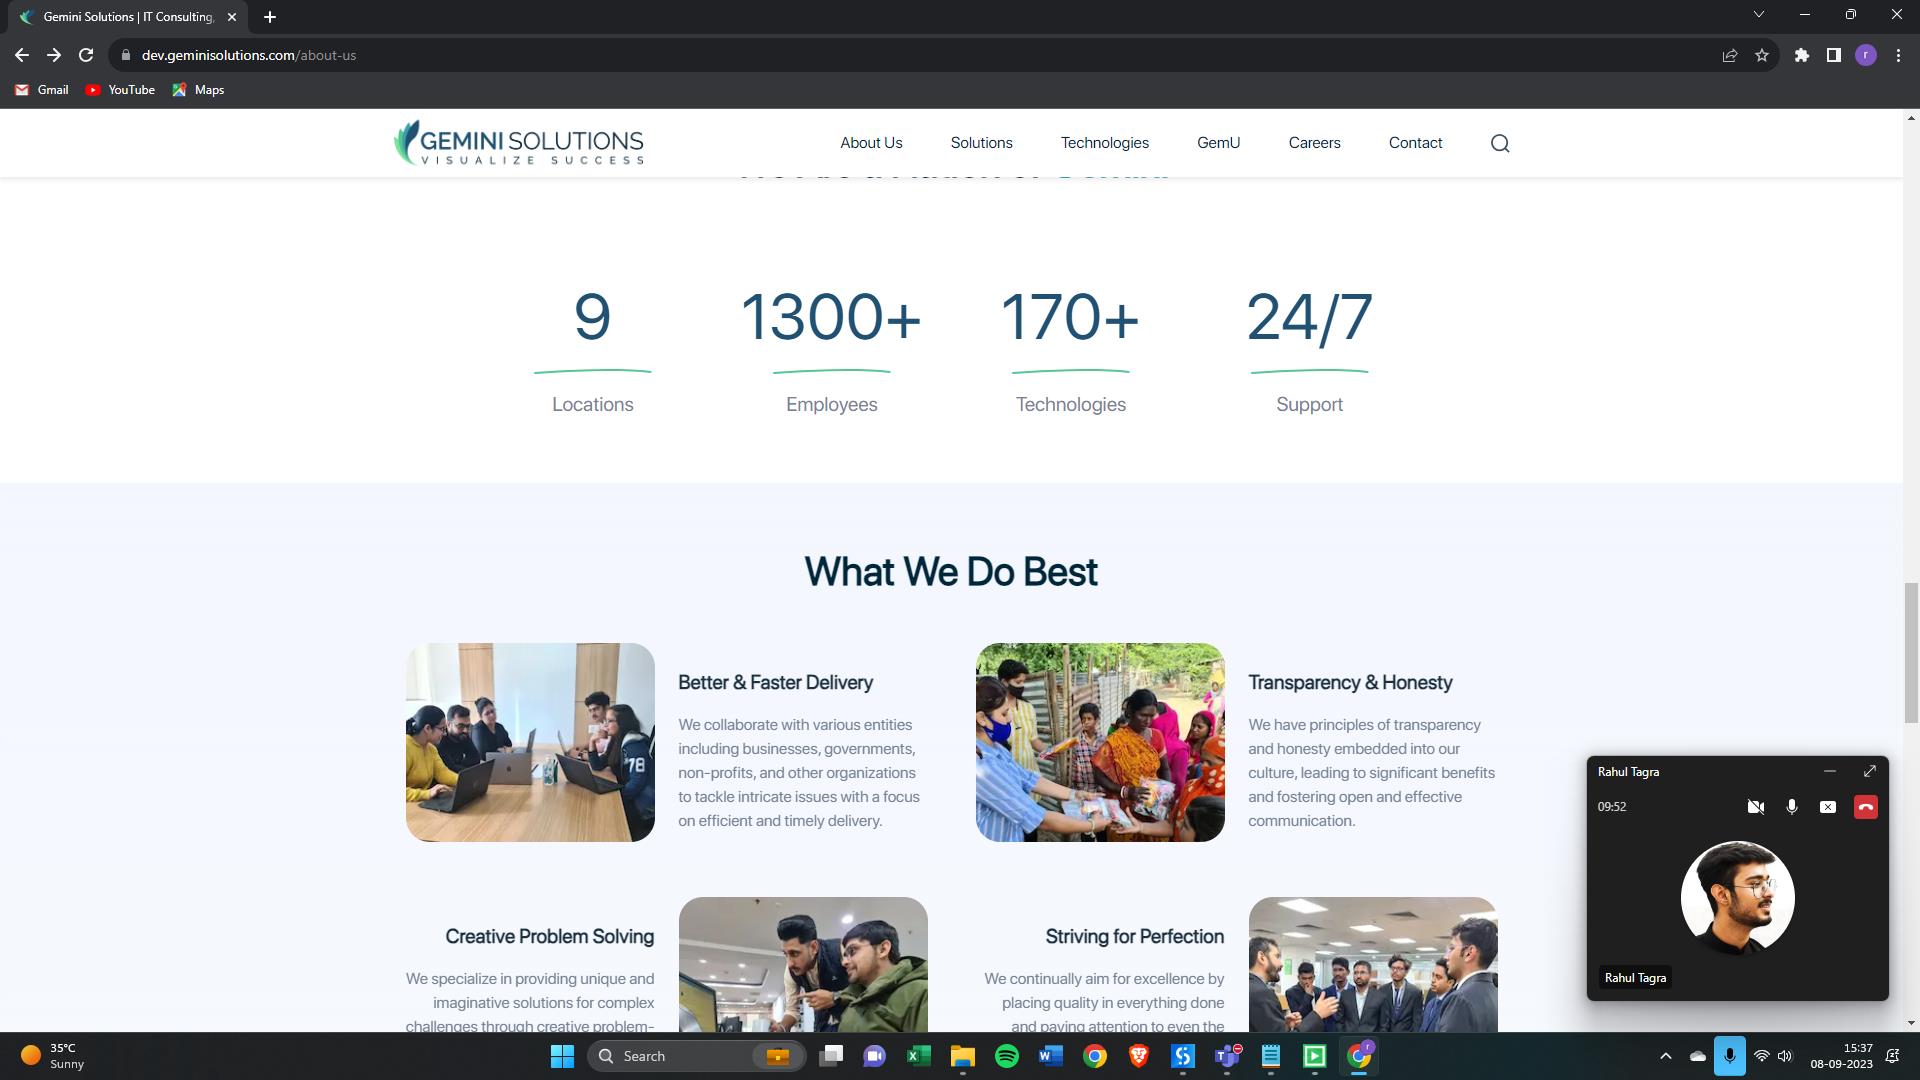 Gemini Solutions | IT Consulting,
dev.geminisolutions.com/about-us
Gmail
YouTube
Maps
r
GEMINI SOLUTIONS
VISUALIZE SUCCESS
About Us
Solutions
Technologies
GemU
Careers
Contact
9
1300+
170+
24/7
Locations
Employees
Technologies
Support
What We Do Best
Better & Faster Delivery
We collaborate with various entities
including businesses, governments,
non-profits, and other organizations
to tackle intricate issues with a focus
on efficient and timely delivery.
Transparency & Honesty
We have principles of transparency
and honesty embedded into our
culture, leading to significant benefits
and fostering open and effective
communication.
Creative Problem Solving
We specialize in providing unique and
imaginative solutions for complex
challenges through creative problem-
Striving for Perfection
We continually aim for excellence by
placing quality in everything done
and paying attention to even the
78
Rahul Tagra
09:52
Rahul Tagra
35°C
Sunny
Search
15:37
08-09-2023